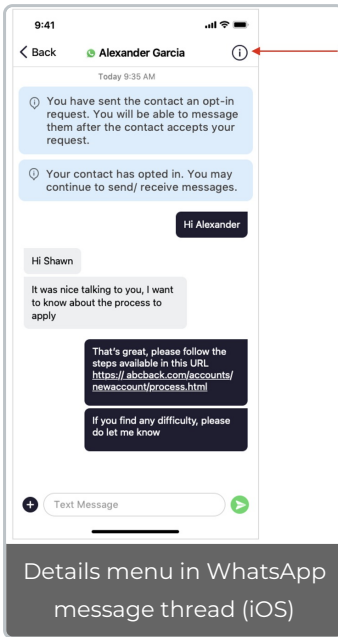 9:41
Back
Alexander Garcia
Today 9:35 AM
You have sent the contact an opt-in
request. You will be able to message
them after the contact accepts your
request.
Your contact has opted in. You may
continue to send/ receive messages.
Hi Alexander
Hi Shawn
It was nice talking to you, I want
to know about the process to
apply
That's great, please follow the
steps available in this URL
https:// abcback.com/accounts/
newaccount/process.html
If you find any difficulty, please
do let me know
Text Message
Details menu in WhatsApp
message thread (iOS)